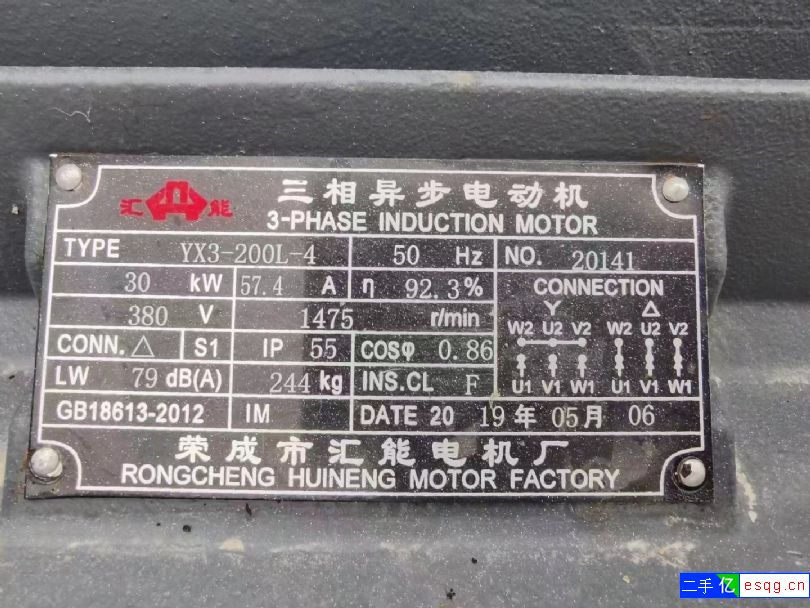 汇 能
三相异步电动机
3-PHASE INDUCTION MOTOR
TYPE YX3-200L-4 50 Hz NO. 20141
30 kW 57.4 A η 92.3%
380 V 1475 r/min
CONN. △ S1 IP 55 COSφ 0.86
LW 79 dB(A) 244 kg INS.CL F
GB18613-2012 IM DATE 20 19 年 05 月 06
CONNECTION
Y △
W2 U2 V2 W2 U2 V2
U1 V1 W1 U1 V1 W1
荣成市汇能电机厂
RONGCHENG HUINENG MOTOR FACTORY
二手亿 esqg.cn